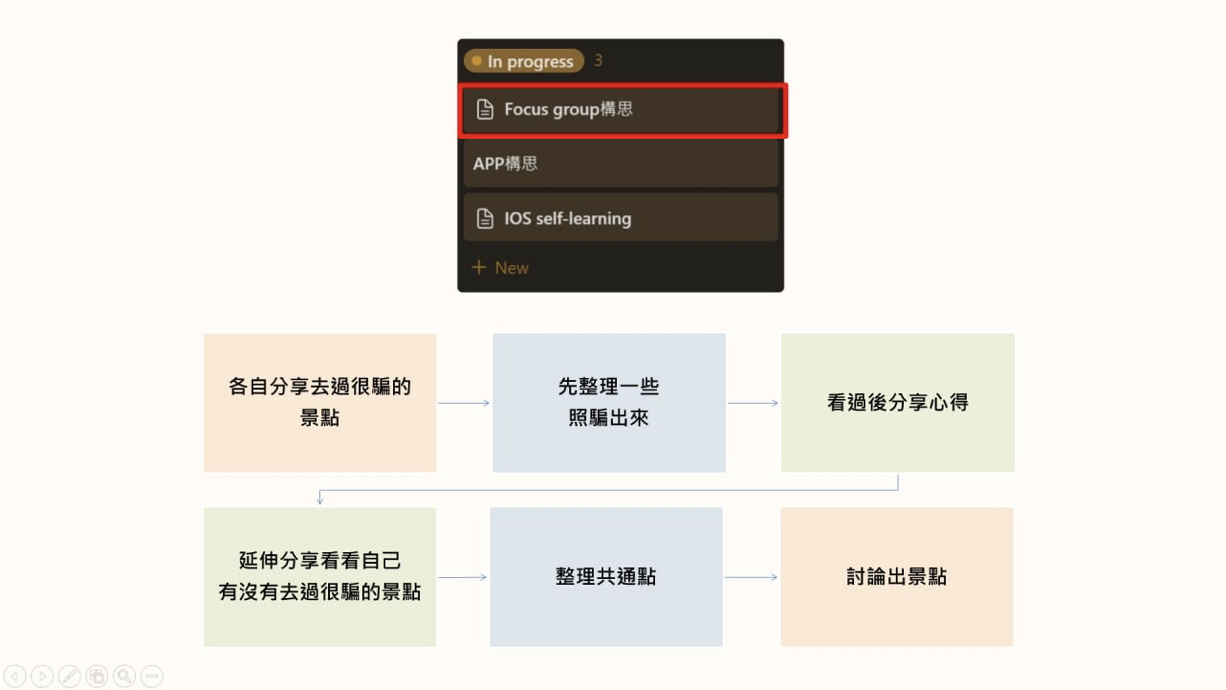 In progress 3
Focus group構思
APP構思
IOS self-learning
+ New
各自分享去過很騙的
景點
先整理一些
照騙出來
看過後分享心得
延伸分享看看自己
有沒有去過很騙的景點
整理共通點
討論出景點